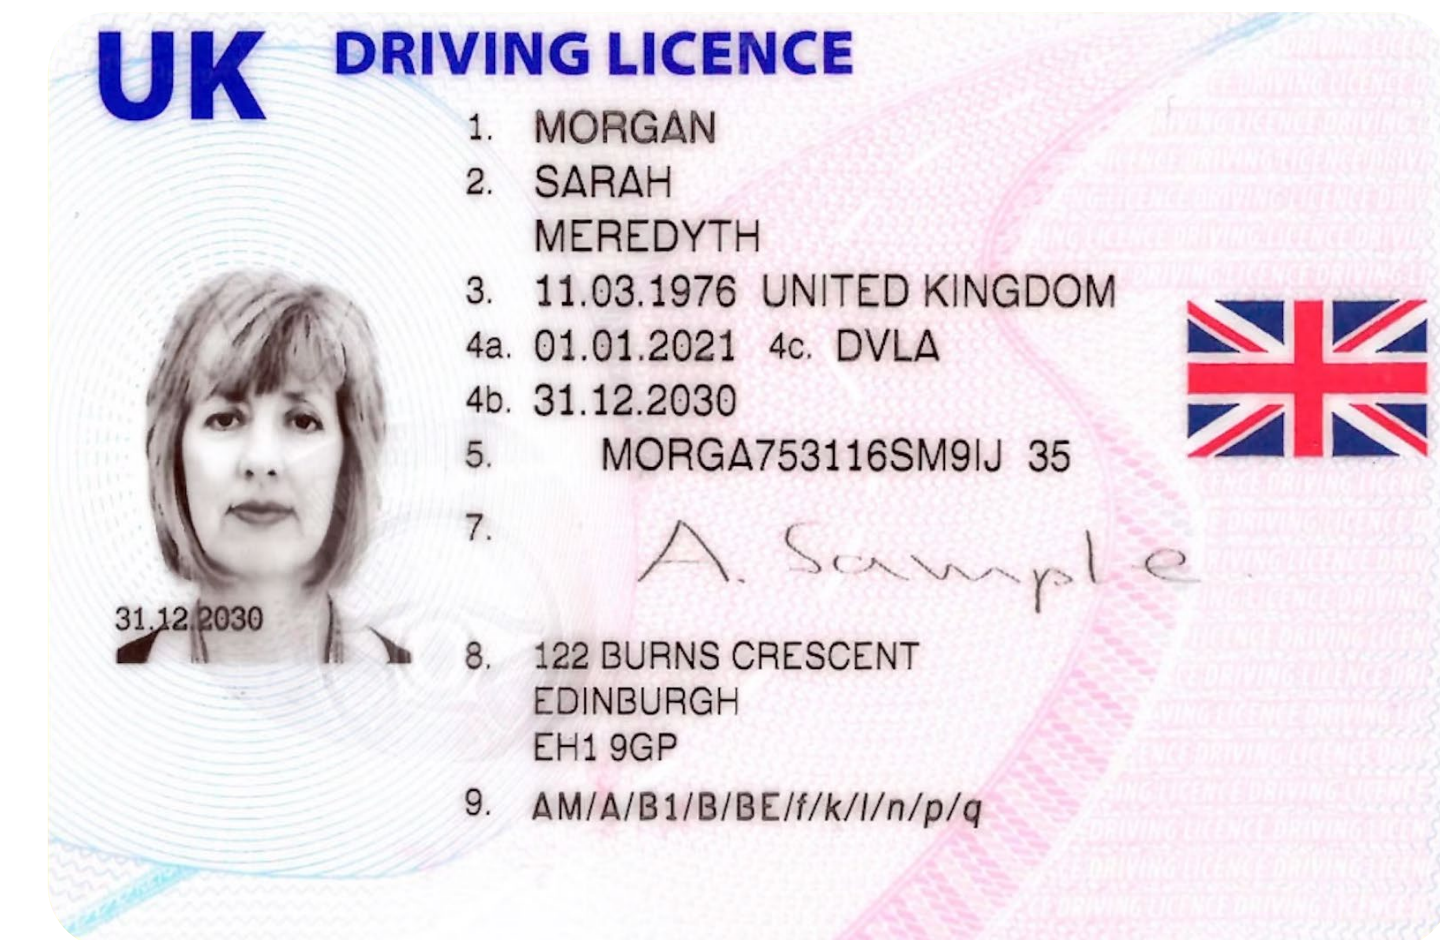 UK DRIVING LICENCE
1. MORGAN
2. SARAH
MEREDYTH
3. 11.03.1976 UNITED KINGDOM
4a. 01.01.2021 4c. DVLA
4b. 31.12.2030
5. MORGA753116SM9IJ 35
7. A. Sample
31.12.2030
8. 122 BURNS CRESCENT
EDINBURGH
EH1 9GP
9. AM/A/B1/B/BE/f/k/l/n/p/q